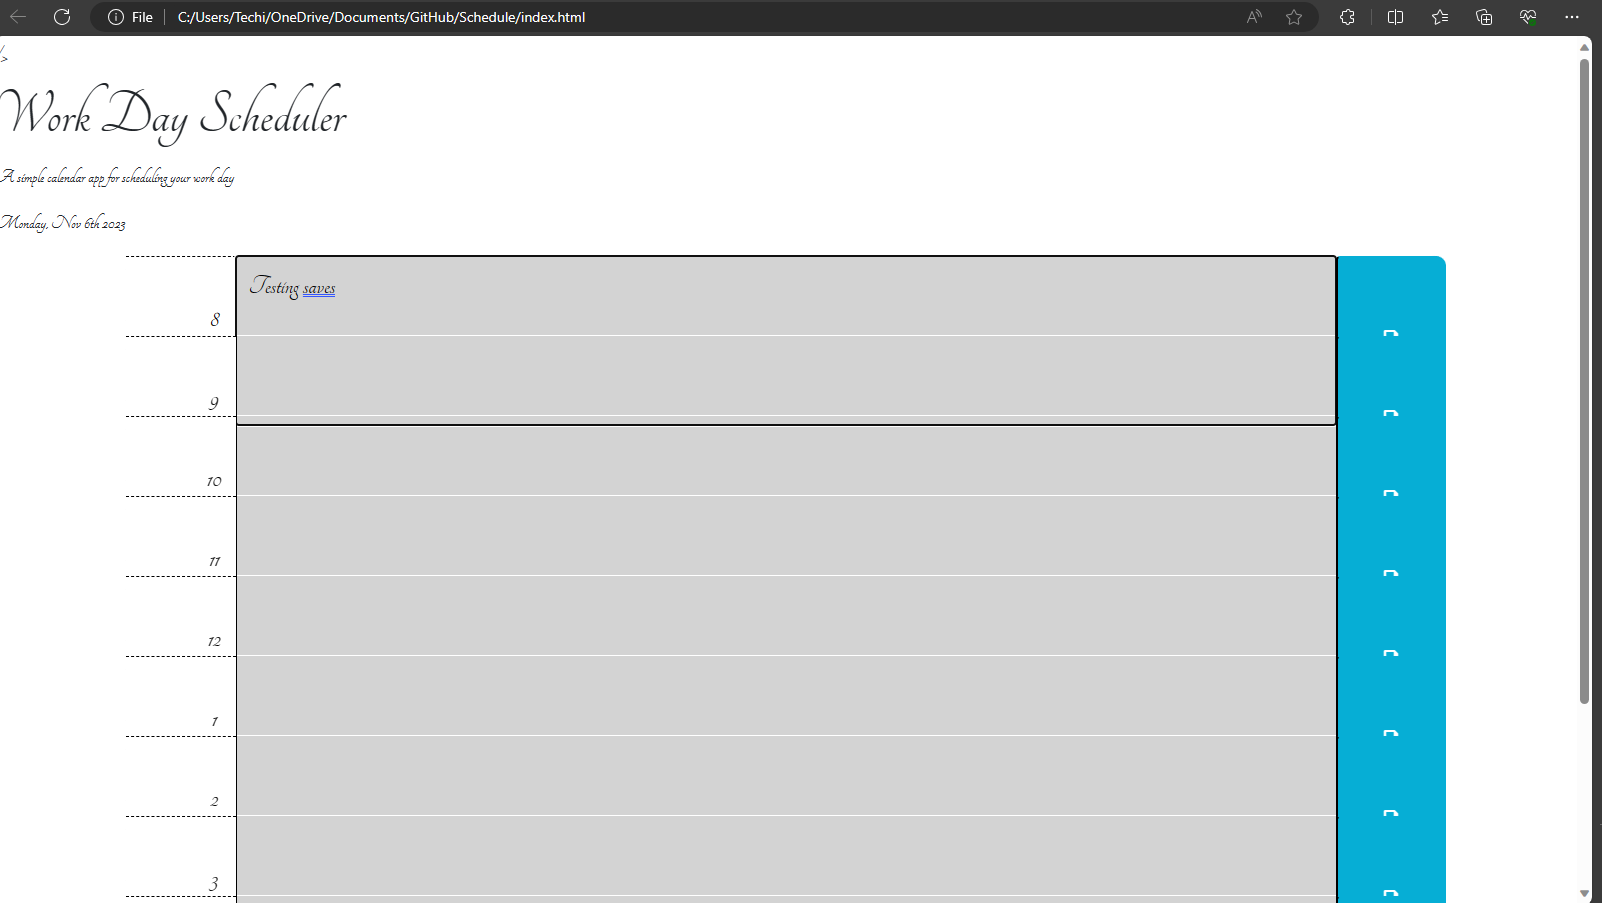 File C:/Users/Techi/OneDrive/Documents/GitHub/Schedule/index.html
/>
Work Day Scheduler
A simple calendar app for scheduling your work day
Monday, Nov 6th 2023
Testing saves
8
9
10
11
12
1
2
3